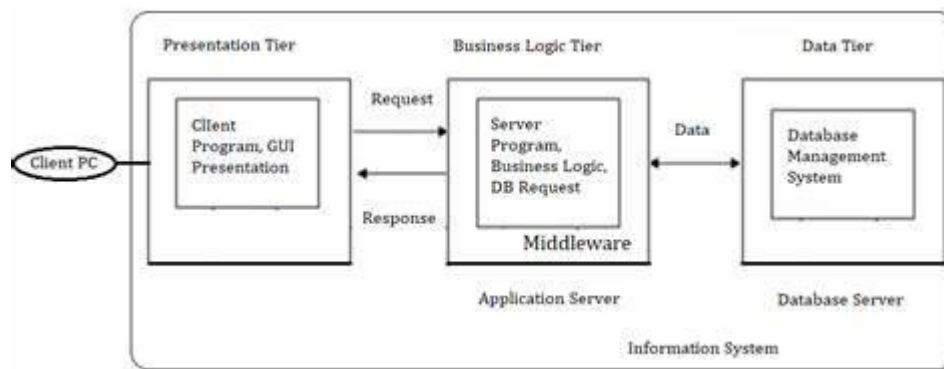 Presentation Tier
Business Logic Tier
Data Tier
Request
Client
Program, GUI
Presentation
Server
Program,
Business Logic,
DB Request
Data
Database
Management
System
Client PC
Response
Middleware
Application Server
Database Server
Information System